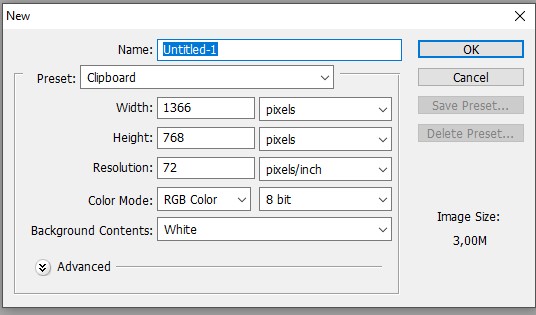 New
Name: Untitled-1
OK
Preset: Clipboard
Cancel
Width: 1366 pixels
Save Preset...
Height: 768 pixels
Delete Preset...
Resolution: 72 pixels/inch
Color Mode: RGB Color 8 bit
Image Size:
Background Contents: White
3,00M
Advanced